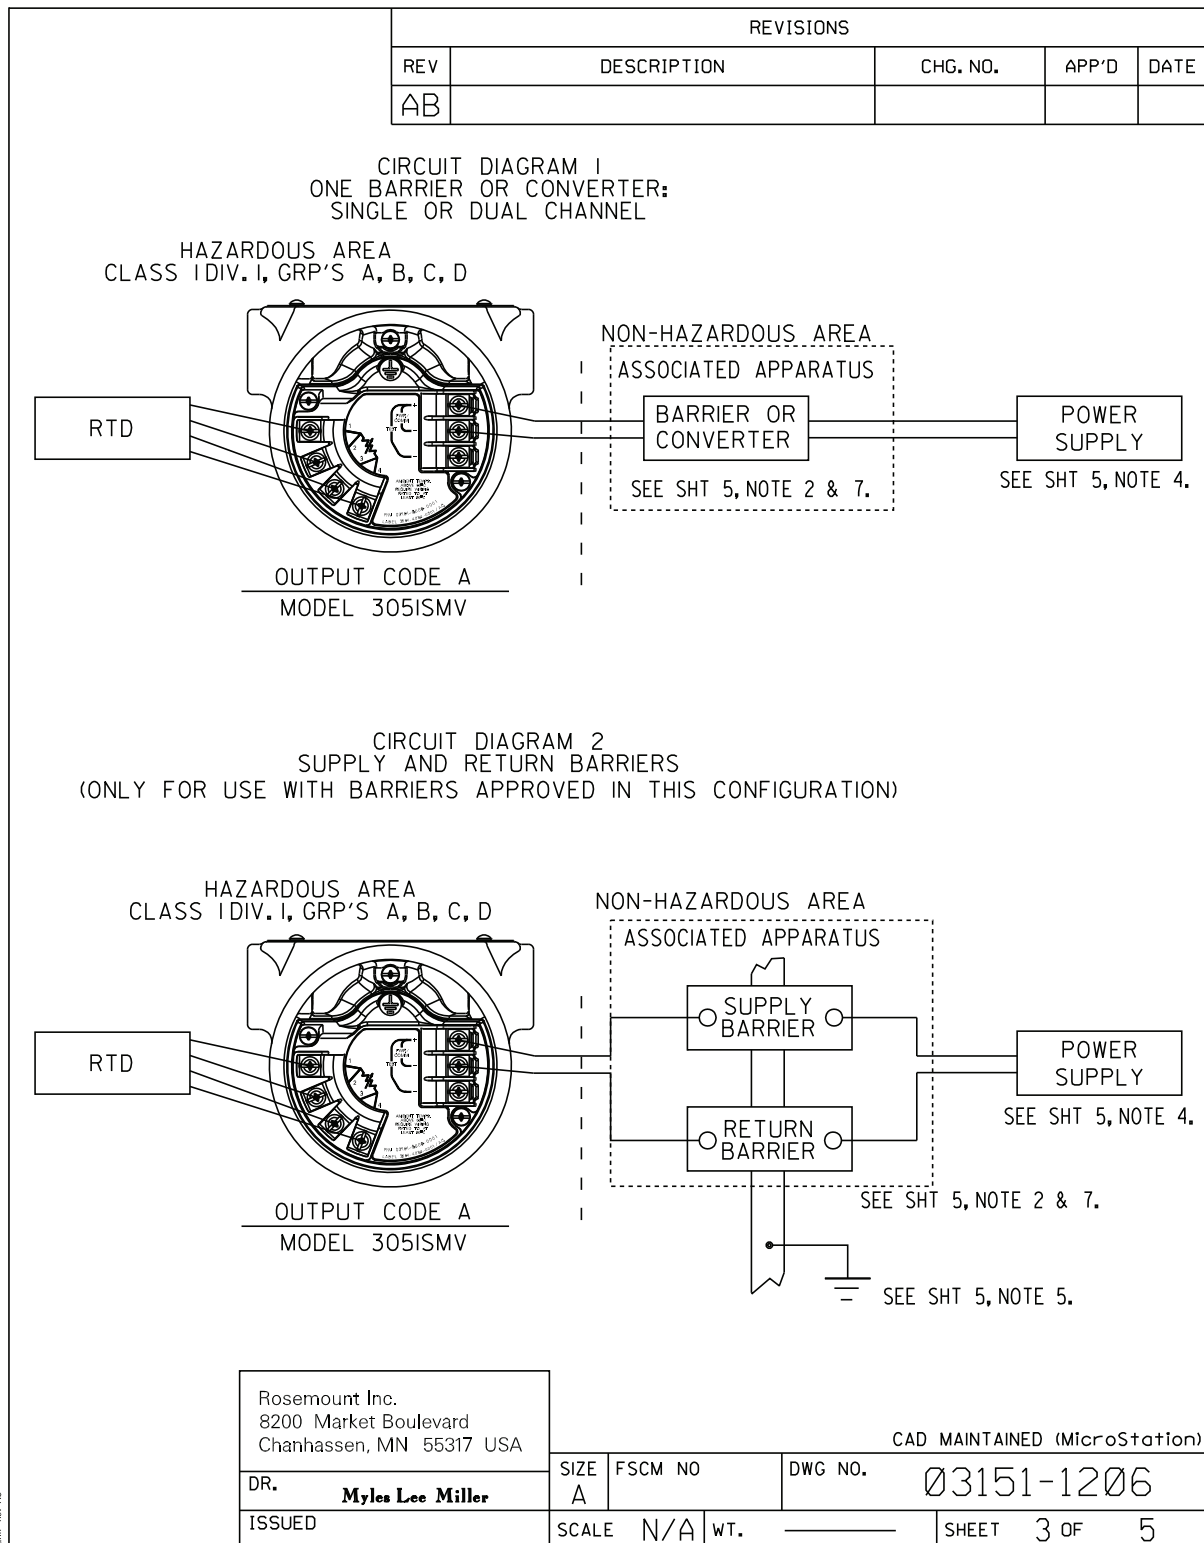 REVISIONS
REV DESCRIPTION CHG. NO. APP'D DATE
AB
CIRCUIT DIAGRAM 1
ONE BARRIER OR CONVERTER:
SINGLE OR DUAL CHANNEL
HAZARDOUS AREA
CLASS I DIV. I, GRP'S A, B, C, D
NON-HAZARDOUS AREA
ASSOCIATED APPARATUS
RTD
BARRIER OR
CONVERTER
POWER
SUPPLY
SEE SHT 5, NOTE 2 & 7.
SEE SHT 5, NOTE 4.
OUTPUT CODE A
MODEL 3051SMV
CIRCUIT DIAGRAM 2
SUPPLY AND RETURN BARRIERS
(ONLY FOR USE WITH BARRIERS APPROVED IN THIS CONFIGURATION)
HAZARDOUS AREA
CLASS I DIV. I, GRP'S A, B, C, D
NON-HAZARDOUS AREA
ASSOCIATED APPARATUS
SUPPLY
BARRIER
RTD
POWER
SUPPLY
SEE SHT 5, NOTE 4.
RETURN
BARRIER
SEE SHT 5, NOTE 2 & 7.
OUTPUT CODE A
MODEL 3051SMV
SEE SHT 5, NOTE 5.
Rosemount Inc.
8200 Market Boulevard
Chanhassen, MN 55317 USA
CAD MAINTAINED (MicroStation)
DR. Myles Lee Miller
SIZE A FSCM NO DWG NO. 03151-1206
ISSUED
SCALE N/A WT. SHEET 3 OF 5